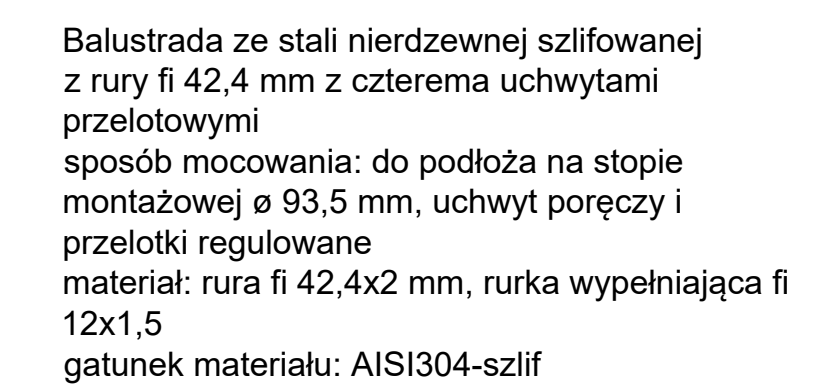 Balustrada ze stali nierdzewnej szlifowanej
z rury fi 42,4 mm z czterema uchwytami
przelotowymi
sposób mocowania: do podłoża na stopie
montażowej ø 93,5 mm, uchwyt poręczy i
przelotki regulowane
materiał: rura fi 42,4x2 mm, rurka wypełniająca fi
12x1,5
gatunek materiału: AISI304-szlif